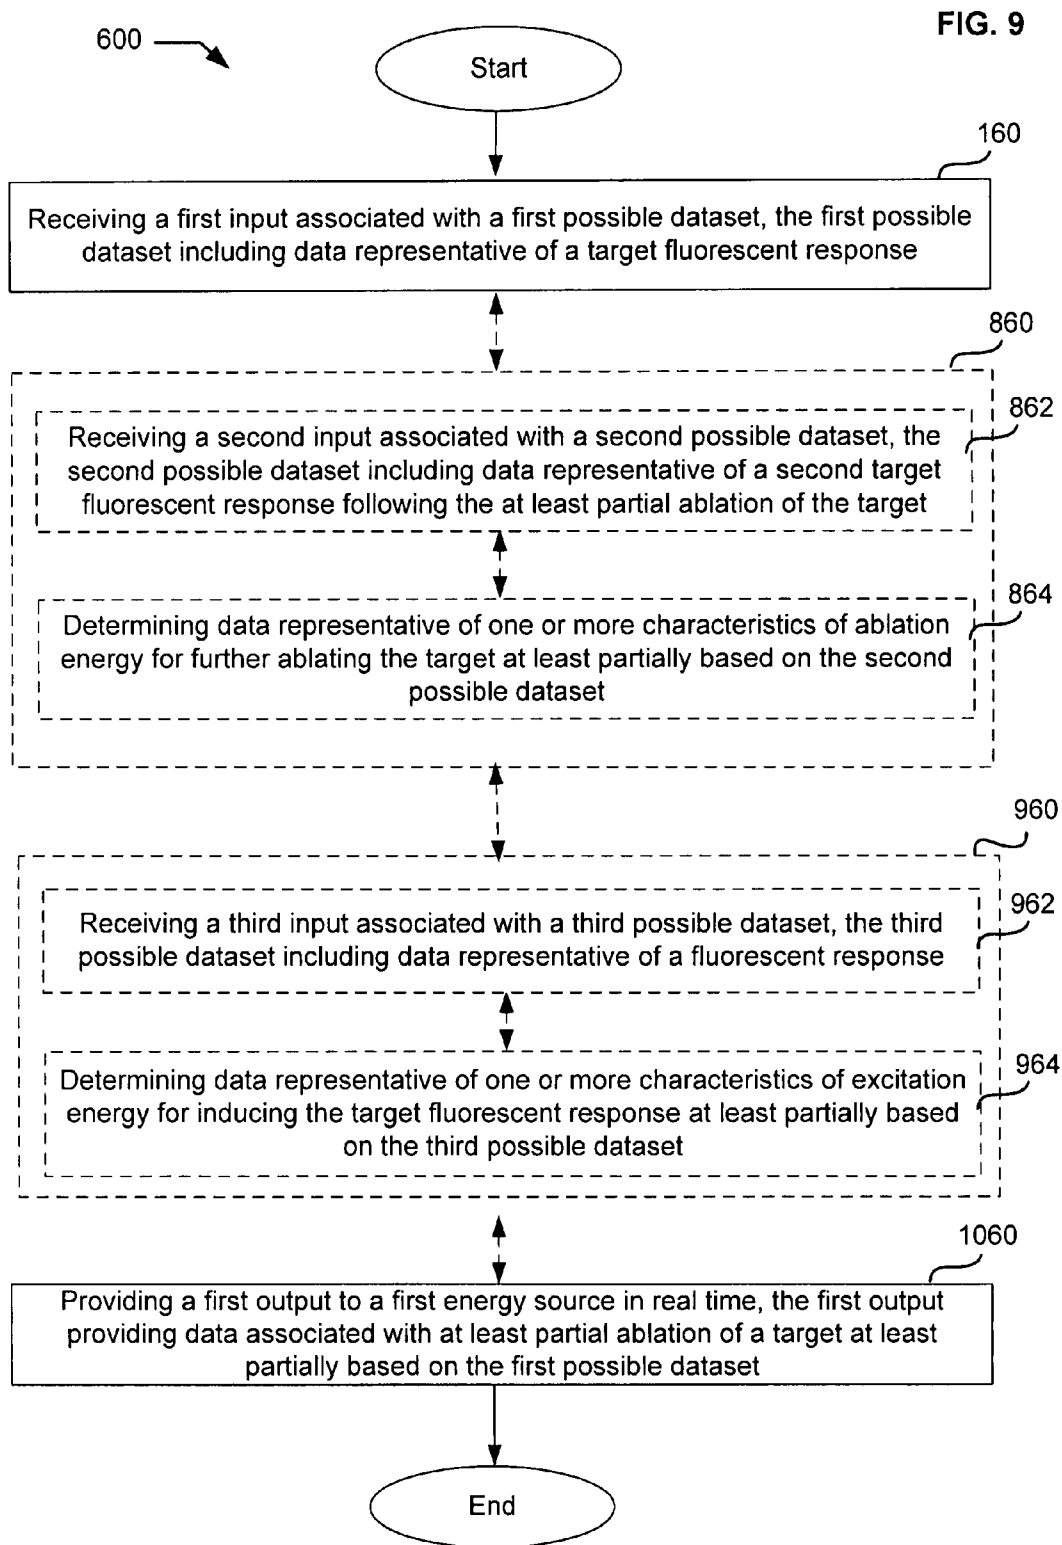 FIG. 9
600
Start
160
Receiving a first input associated with a first possible dataset, the first possible
dataset including data representative of a target fluorescent response
860
862
Receiving a second input associated with a second possible dataset, the
second possible dataset including data representative of a second target
fluorescent response following the at least partial ablation of the target
864
Determining data representative of one or more characteristics of ablation
energy for further ablating the target at least partially based on the second
possible dataset
960
962
Receiving a third input associated with a third possible dataset, the third
possible dataset including data representative of a fluorescent response
964
Determining data representative of one or more characteristics of excitation
energy for inducing the target fluorescent response at least partially based
on the third possible dataset
1060
Providing a first output to a first energy source in real time, the first output
providing data associated with at least partial ablation of a target at least
partially based on the first possible dataset
End